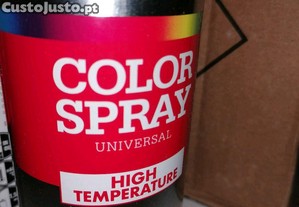 CustoJusto.pt
COLOR
SPRAY
UNIVERSAL
HIGH
TEMPERATURE